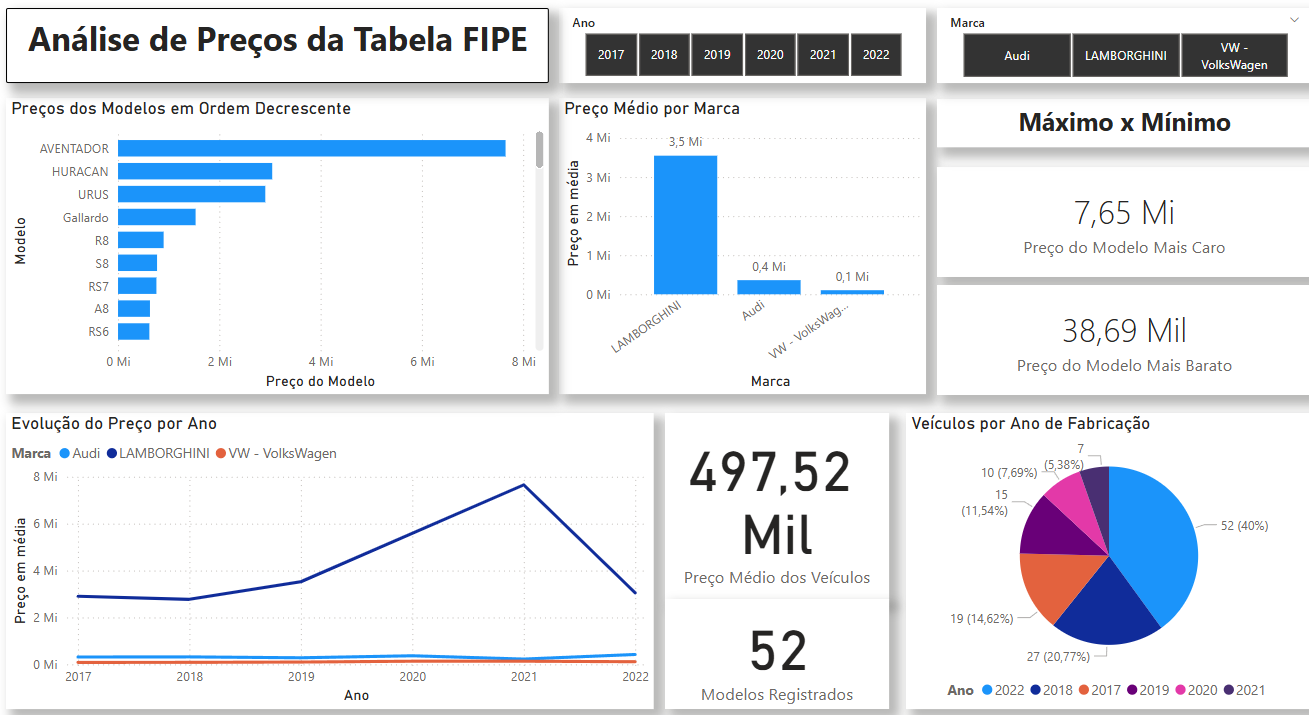 Análise de Preços da Tabela FIPE
Ano
2017 2018 2019 2020 2021 2022
Marca
Audi LAMBORGHINI VW - VolksWagen
Preços dos Modelos em Ordem Decrescente
Modelo
AVENTADOR
HURACAN
URUS
Gallardo
R8
S8
RS7
A8
RS6
0 Mi 2 Mi 4 Mi 6 Mi 8 Mi
Preço do Modelo
Preço Médio por Marca
Preço em média
4 Mi
3 Mi
2 Mi
1 Mi
0 Mi
3,5 Mi
0,4 Mi
0,1 Mi
LAMBORGHINI Audi VW - VolksWag...
Marca
Máximo x Mínimo
7,65 Mi
Preço do Modelo Mais Caro
38,69 Mil
Preço do Modelo Mais Barato
Evolução do Preço por Ano
Marca Audi LAMBORGHINI VW - VolksWagen
Preço em média
8 Mi
6 Mi
4 Mi
2 Mi
0 Mi
2017 2018 2019 2020 2021 2022
Ano
497,52
Mil
Preço Médio dos Veículos
52
Modelos Registrados
Veículos por Ano de Fabricação
7
(5,38%)
10 (7,69%)
15
(11,54%)
19 (14,62%)
27 (20,77%)
52 (40%)
Ano 2022 2018 2017 2019 2020 2021